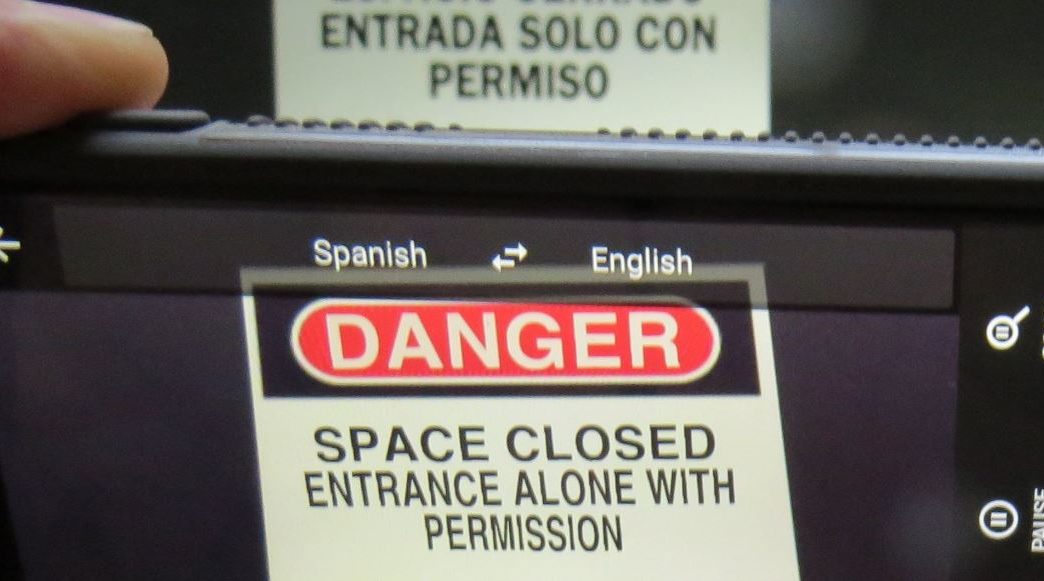 ENTRADA SOLO CON
PERMISO
Spanish English
DANGER
SPACE CLOSED
ENTRANCE ALONE WITH
PERMISSION
PAUSE